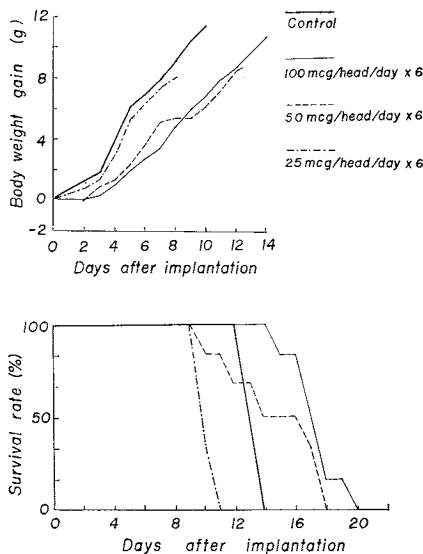 Body weight gain (g)
12
8
4
0
-2
0 2 4 6 8 10 12 14
Days after implantation
Control
100 mcg/head/day x 6
50 mcg/head/day x 6
25 mcg/head/day x 6
Survival rate (%)
100
50
0
0 4 8 12 16 20
Days after implantation